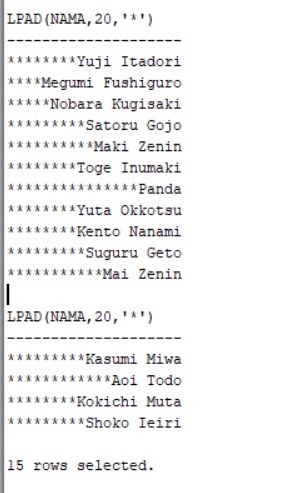 LPAD(NAMA,20,'*')
--------------------
********Yuji Itadori
****Megumi Fushiguro
*****Nobara Kugisaki
*********Satoru Gojo
**********Maki Zenin
********Toge Inumaki
***************Panda
********Yuta Okkotsu
********Kento Nanami
*********Suguru Geto
***********Mai Zenin
LPAD(NAMA,20,'*')
--------------------
*********Kasumi Miwa
************Aoi Todo
********Kokichi Muta
*********Shoko Ieiri
15 rows selected.